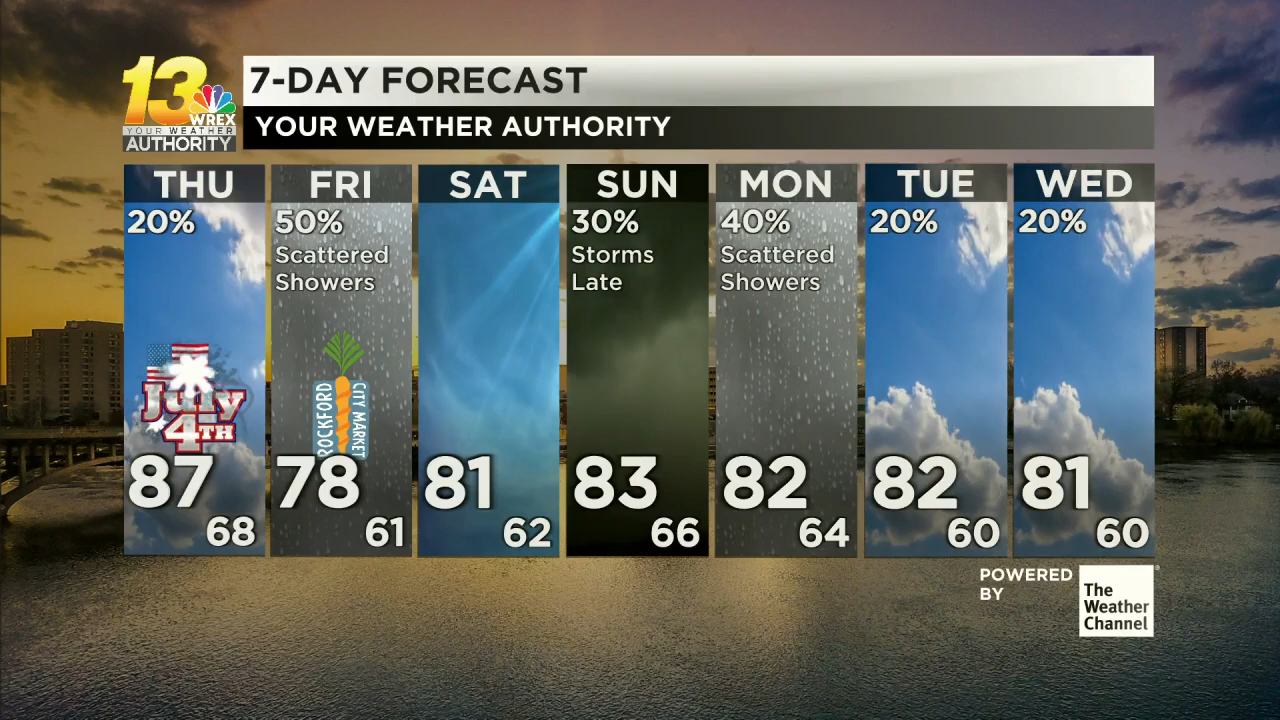 13
WREX
YOUR WEATHER
AUTHORITY
7-DAY FORECAST
YOUR WEATHER AUTHORITY
THU
20%
July
4TH
87
68
FRI
50%
Scattered
Showers
ROCKFORD
CITY MARKET
78
61
SAT
81
62
SUN
30%
Storms
Late
83
66
MON
40%
Scattered
Showers
82
64
TUE
20%
82
60
WED
20%
81
60
POWERED
BY
The
Weather
Channel